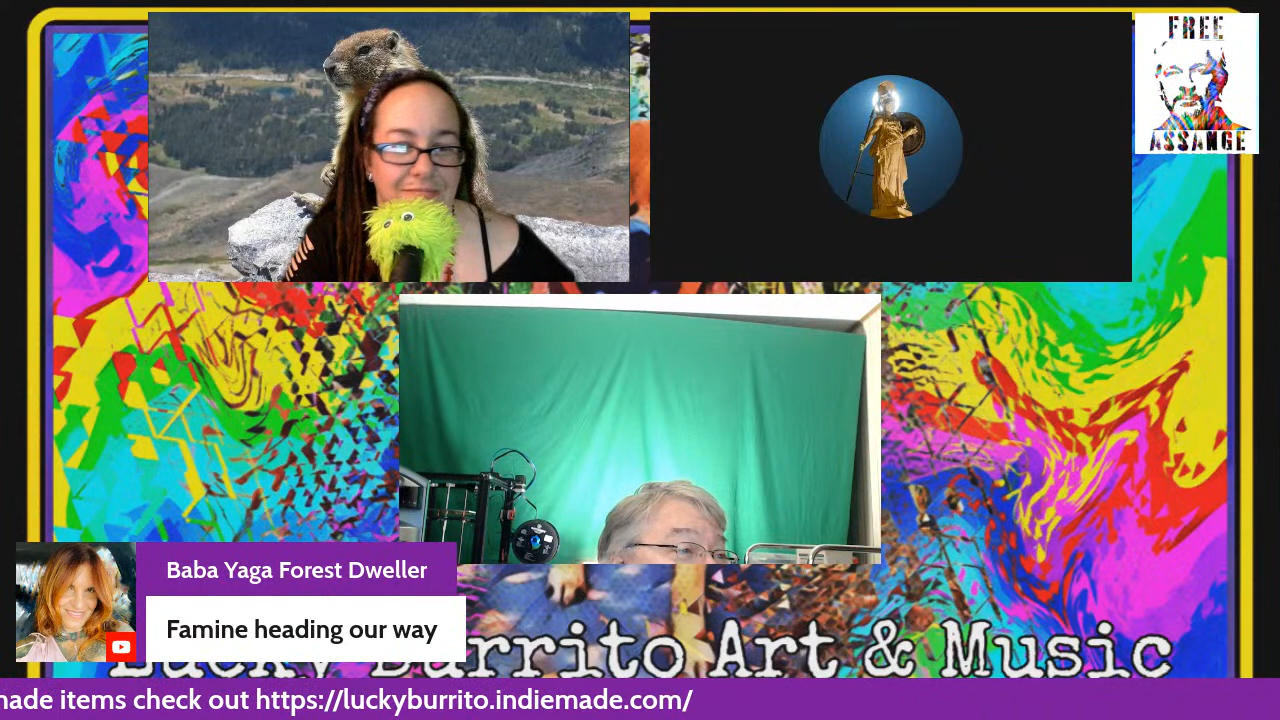 FREE
ASSANGE
Baba Yaga Forest Dweller
Famine heading our way
Lucky Burrito Art & Music
made items check out https://luckyburrito.indiemade.com/